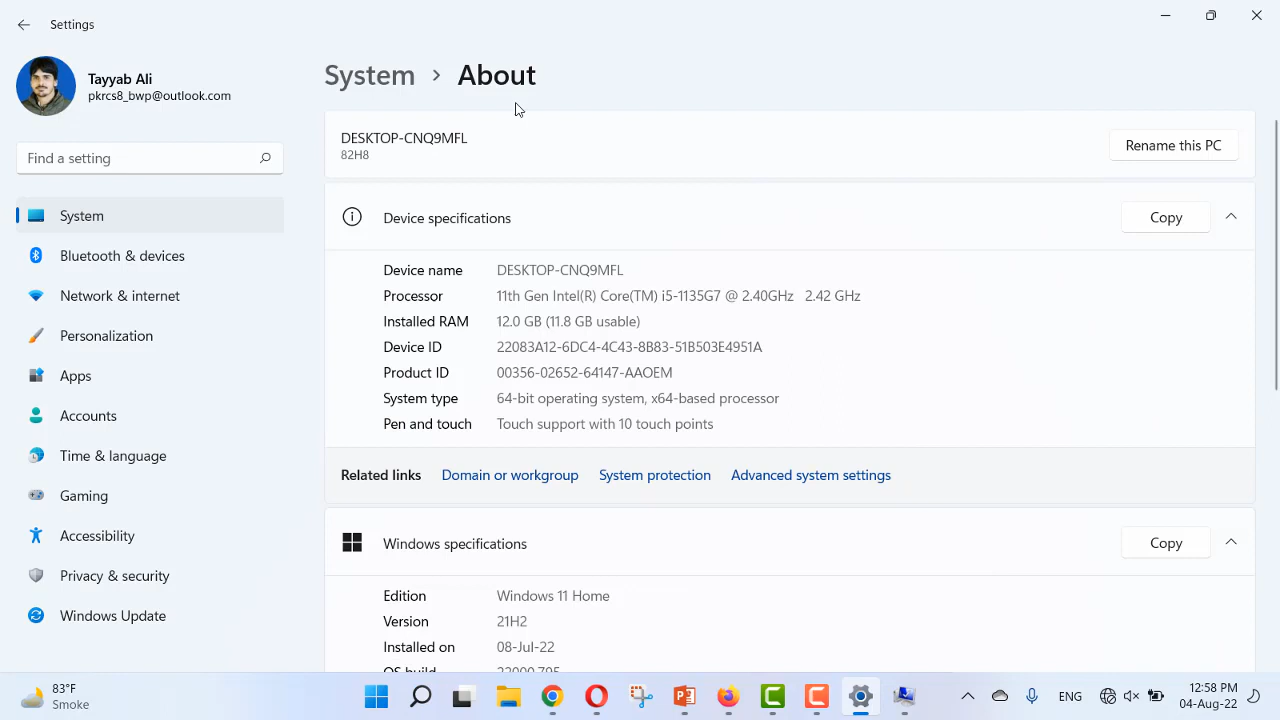 Settings
Tayyab Ali
pkrcs8_bwp@outlook.com
Find a setting
System
Bluetooth & devices
Network & internet
Personalization
Apps
Accounts
Time & language
Gaming
Accessibility
Privacy & security
Windows Update
System > About
DESKTOP-CNQ9MFL
82H8
Rename this PC
Device specifications
Copy
Device name DESKTOP-CNQ9MFL
Processor 11th Gen Intel(R) Core(TM) i5-1135G7 @ 2.40GHz 2.42 GHz
Installed RAM 12.0 GB (11.8 GB usable)
Device ID 22083A12-6DC4-4C43-8B83-51B503E4951A
Product ID 00356-02652-64147-AAOEM
System type 64-bit operating system, x64-based processor
Pen and touch Touch support with 10 touch points
Related links Domain or workgroup System protection Advanced system settings
Windows specifications
Copy
Edition Windows 11 Home
Version 21H2
Installed on 08-Jul-22
OS build 22000.795
83°F
Smoke
ENG
12:58 PM
04-Aug-22